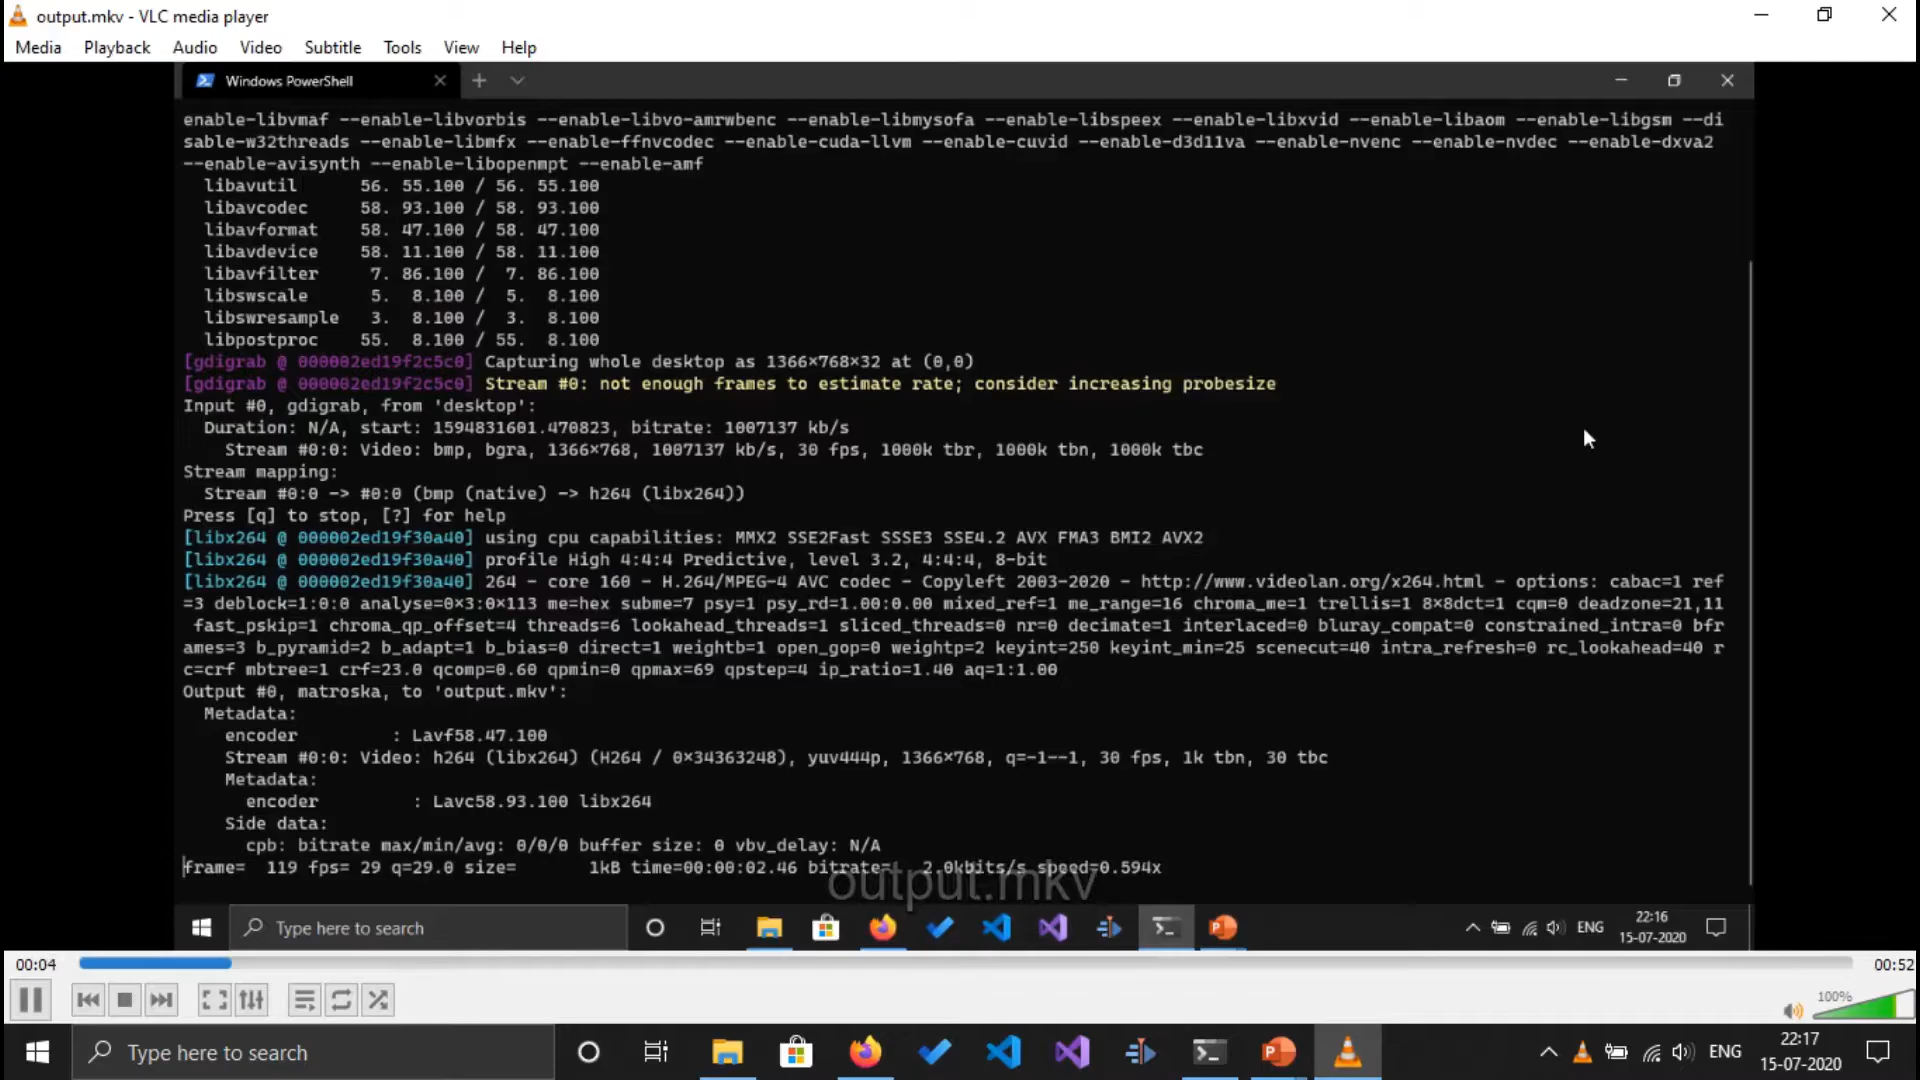 output.mkv - VLC media player
Media Playback Audio Video Subtitle Tools View Help
Windows PowerShell
enable-libvmaf --enable-libvorbis --enable-libvo-amrwbenc --enable-libmysofa --enable-libspeex --enable-libxvid --enable-libaom --enable-libgsm --di
sable-w32threads --enable-libmfx --enable-ffnvcodec --enable-cuda-llvm --enable-cuvid --enable-d3d11va --enable-nvenc --enable-nvdec --enable-dxva2
--enable-avisynth --enable-libopenmpt --enable-amf
libavutil 56. 55.100 / 56. 55.100
libavcodec 58. 93.100 / 58. 93.100
libavformat 58. 47.100 / 58. 47.100
libavdevice 58. 11.100 / 58. 11.100
libavfilter 7. 86.100 / 7. 86.100
libswscale 5. 8.100 / 5. 8.100
libswresample 3. 8.100 / 3. 8.100
libpostproc 55. 8.100 / 55. 8.100
[gdigrab @ 000002ed19f2c5c0] Capturing whole desktop as 1366×768×32 at (0,0)
[gdigrab @ 000002ed19f2c5c0] Stream #0: not enough frames to estimate rate; consider increasing probesize
Input #0, gdigrab, from 'desktop':
Duration: N/A, start: 1594831601.470823, bitrate: 1007137 kb/s
Stream #0:0: Video: bmp, bgra, 1366×768, 1007137 kb/s, 30 fps, 1000k tbr, 1000k tbn, 1000k tbc
Stream mapping:
Stream #0:0 -> #0:0 (bmp (native) -> h264 (libx264))
Press [q] to stop, [?] for help
[libx264 @ 000002ed19f30a40] using cpu capabilities: MMX2 SSE2Fast SSSE3 SSE4.2 AVX FMA3 BMI2 AVX2
[libx264 @ 000002ed19f30a40] profile High 4:4:4 Predictive, level 3.2, 4:4:4, 8-bit
[libx264 @ 000002ed19f30a40] 264 - core 160 - H.264/MPEG-4 AVC codec - Copyleft 2003-2020 - http://www.videolan.org/x264.html - options: cabac=1 ref
=3 deblock=1:0:0 analyse=0×3:0×113 me=hex subme=7 psy=1 psy_rd=1.00:0.00 mixed_ref=1 me_range=16 chroma_me=1 trellis=1 8×8dct=1 cqm=0 deadzone=21,11
fast_pskip=1 chroma_qp_offset=4 threads=6 lookahead_threads=1 sliced_threads=0 nr=0 decimate=1 interlaced=0 bluray_compat=0 constrained_intra=0 bfr
ames=3 b_pyramid=2 b_adapt=1 b_bias=0 direct=1 weightb=1 open_gop=0 weightp=2 keyint=250 keyint_min=25 scenecut=40 intra_refresh=0 rc_lookahead=40 r
c=crf mbtree=1 crf=23.0 qcomp=0.60 qpmin=0 qpmax=69 qpstep=4 ip_ratio=1.40 aq=1:1.00
Output #0, matroska, to 'output.mkv':
Metadata:
encoder : Lavf58.47.100
Stream #0:0: Video: h264 (libx264) (H264 / 0×34363248), yuv444p, 1366×768, q=-1--1, 30 fps, 1k tbn, 30 tbc
Metadata:
encoder : Lavc58.93.100 libx264
Side data:
cpb: bitrate max/min/avg: 0/0/0 buffer size: 0 vbv_delay: N/A
frame= 119 fps= 29 q=29.0 size= 1kB time=00:00:02.46 bitrate= 2.0kbits/s speed=0.594x
output.mkv
Type here to search
ENG
22:16
15-07-2020
00:04
00:52
100%
Type here to search
ENG
22:17
15-07-2020